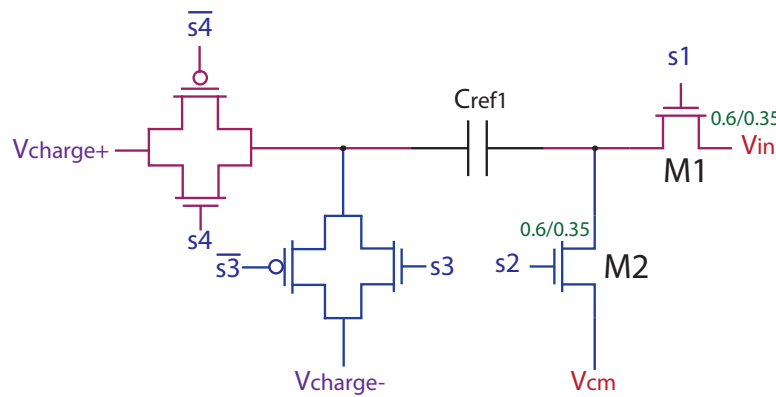 s4
s1
Cref1
0.6/0.35
Vcharge+
Vin
M1
s4
0.6/0.35
s3
s3
s2
M2
Vcharge-
Vcm